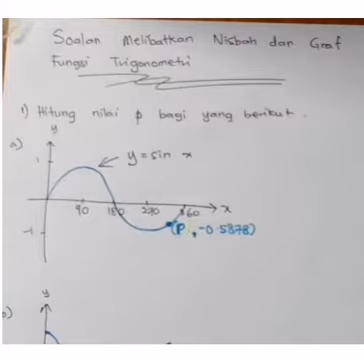 Soalan Melibatkan Nisbah dan Graf
Fungsi Trigonometri
1) Hitung nilai p bagi yang berikut.
a)
y
1
y = sin x
90 180 270 360 x
-1
(P, -0.5878)
b)
y